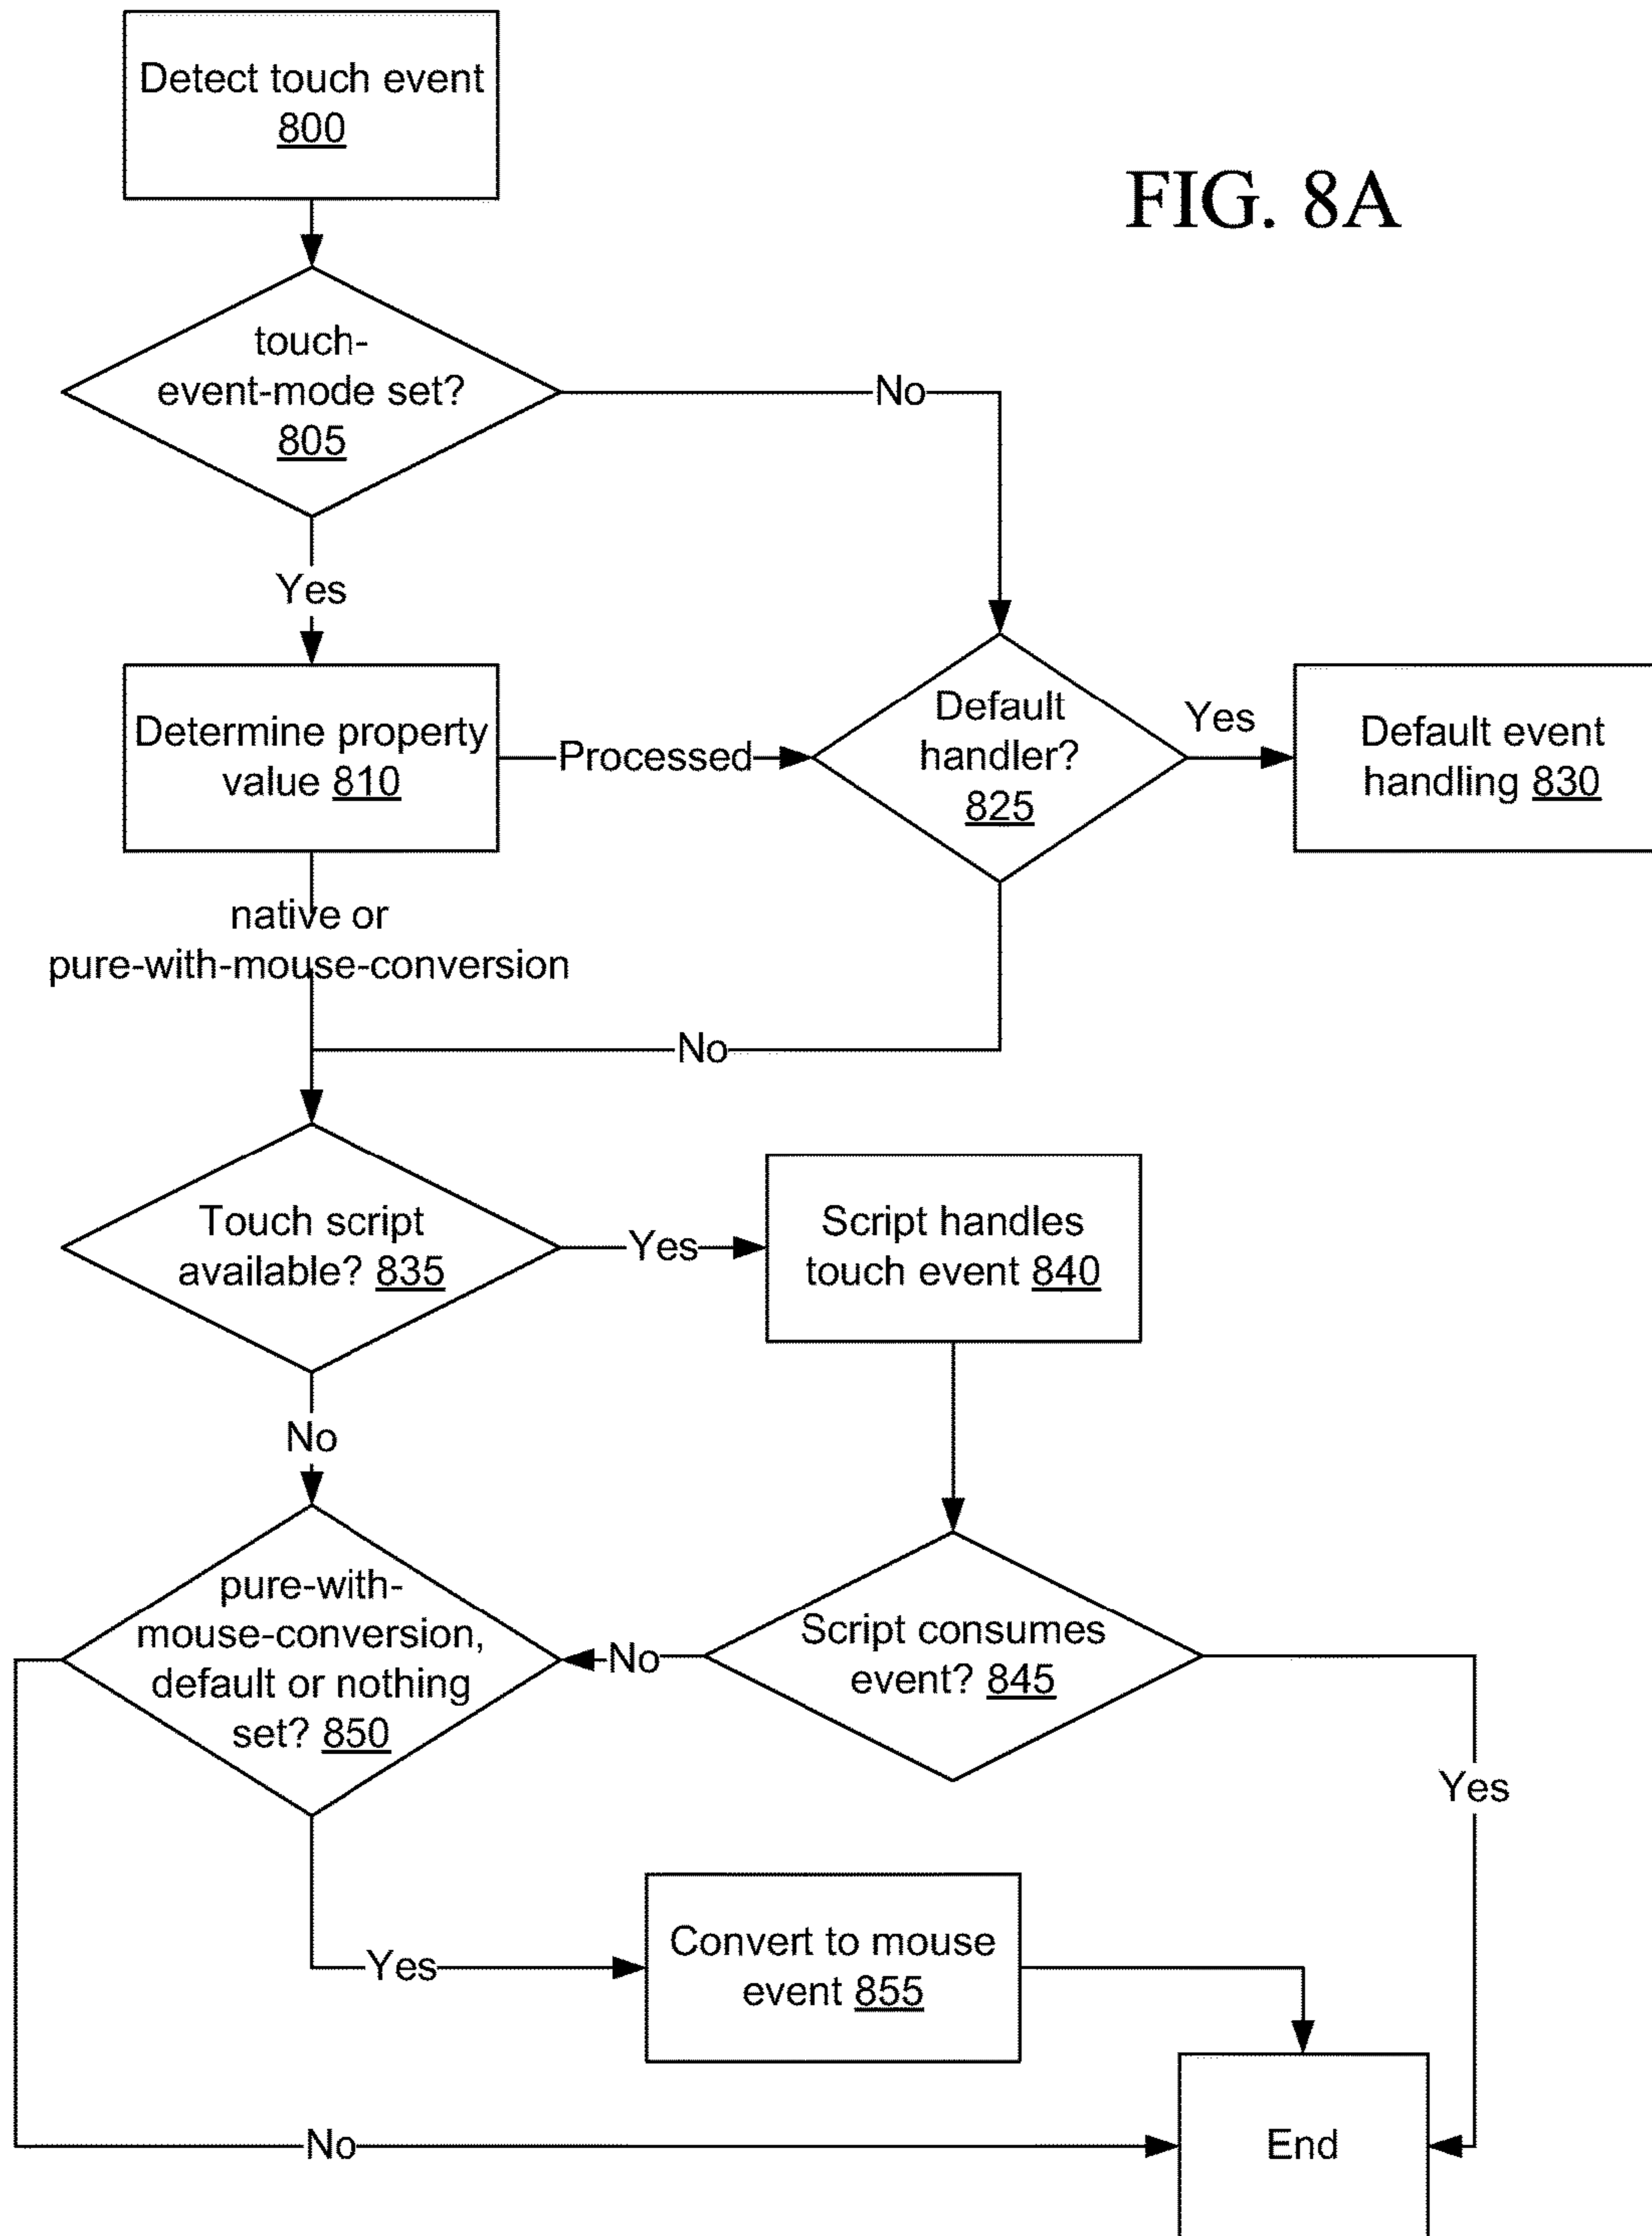 Detect touch event
800
FIG. 8A
touch-
event-mode set?
805
No
Yes
Determine property
value 810
Processed
Default
handler?
825
Yes
Default event
handling 830
native or
pure-with-mouse-conversion
No
Touch script
available? 835
Yes
Script handles
touch event 840
No
pure-with-
mouse-conversion,
default or nothing
set? 850
No
Script consumes
event? 845
Yes
Yes
Convert to mouse
event 855
No
End